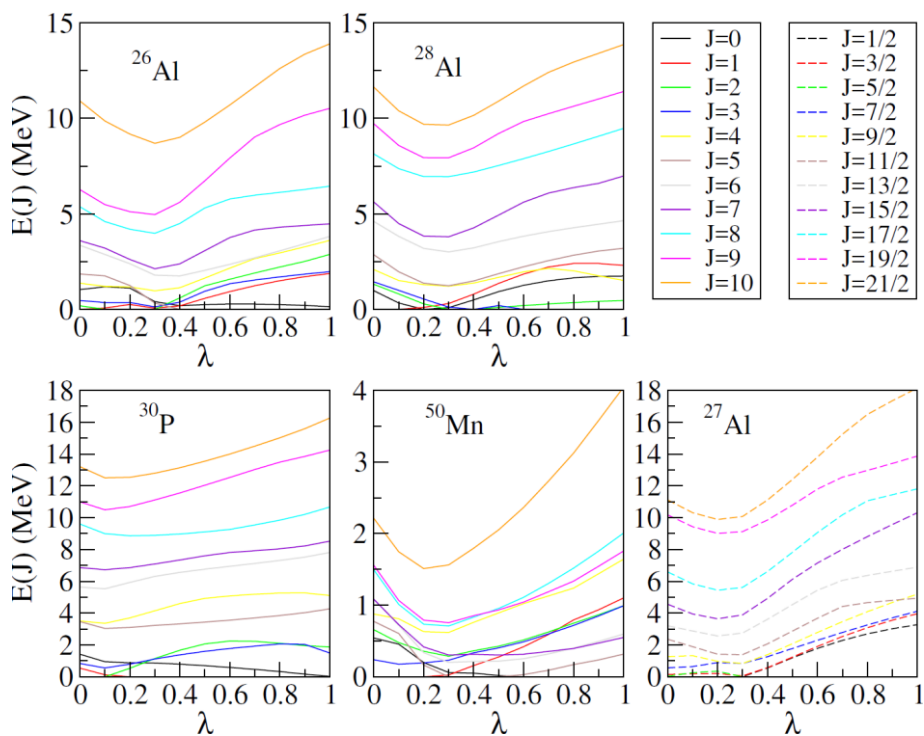 15
10
5
0
E(J) (MeV)
26Al
0 0.2 0.4 0.6 0.8 1
λ
15
10
5
0
28Al
0 0.2 0.4 0.6 0.8 1
λ
J=0
J=1
J=2
J=3
J=4
J=5
J=6
J=7
J=8
J=9
J=10
J=1/2
J=3/2
J=5/2
J=7/2
J=9/2
J=11/2
J=13/2
J=15/2
J=17/2
J=19/2
J=21/2
18
16
14
12
10
8
6
4
2
0
E(J) (MeV)
30P
0 0.2 0.4 0.6 0.8 1
λ
4
3
2
1
0
50Mn
0 0.2 0.4 0.6 0.8 1
λ
18
16
14
12
10
8
6
4
2
0
27Al
0 0.2 0.4 0.6 0.8 1
λ